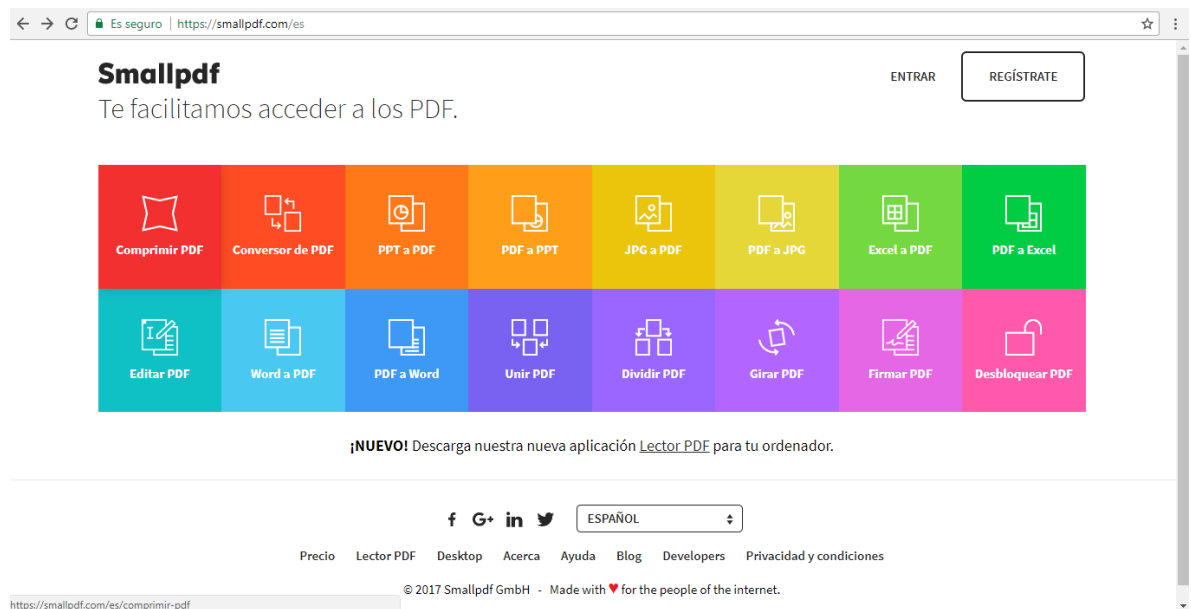 Es seguro | https://smallpdf.com/es
Smallpdf
ENTRAR
REGÍSTRATE
Te facilitamos acceder a los PDF.
Comprimir PDF Conversor de PDF PPT a PDF PDF a PPT JPG a PDF PDF a JPG Excel a PDF PDF a Excel
Editar PDF Word a PDF PDF a Word Unir PDF Dividir PDF Girar PDF Firmar PDF Desbloquear PDF
¡NUEVO! Descarga nuestra nueva aplicación Lector PDF para tu ordenador.
f G+ in ESPAÑOL
Precio Lector PDF Desktop Acerca Ayuda Blog Developers Privacidad y condiciones
© 2017 Smallpdf GmbH - Made with ♥ for the people of the internet.
https://smallpdf.com/es/comprimir-pdf